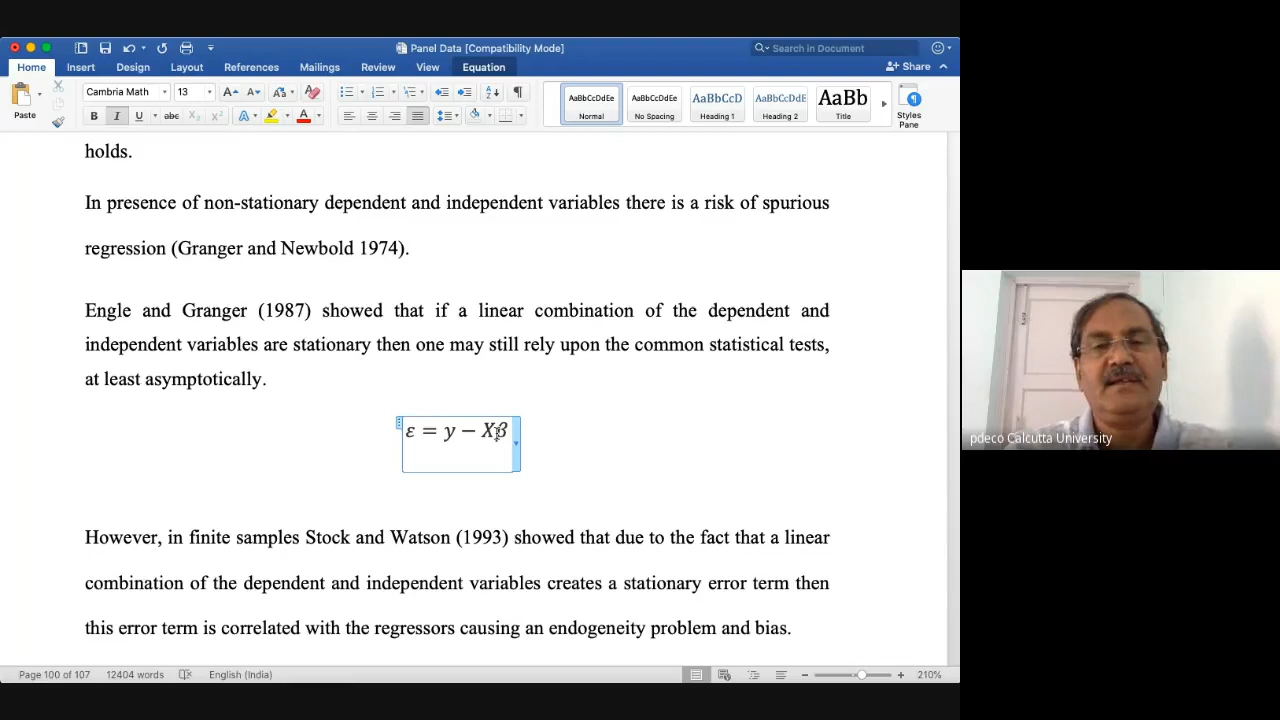 Panel Data [Compatibility Mode]
Search in Document
Home Insert Design Layout References Mailings Review View Equation
Share
Paste
Cambria Math 13
B I U abc X₂ X² A A
AaBbCcDdEe AaBbCcDdEe AaBbCcD AaBbCcDdE AaBb
Normal No Spacing Heading 1 Heading 2 Title
Styles
Pane
holds.
In presence of non-stationary dependent and independent variables there is a risk of spurious
regression (Granger and Newbold 1974).
Engle and Granger (1987) showed that if a linear combination of the dependent and
independent variables are stationary then one may still rely upon the common statistical tests,
at least asymptotically.
ε = y − Xβ
However, in finite samples Stock and Watson (1993) showed that due to the fact that a linear
combination of the dependent and independent variables creates a stationary error term then
this error term is correlated with the regressors causing an endogeneity problem and bias.
pdeco Calcutta University
Page 100 of 107 12404 words English (India) 210%